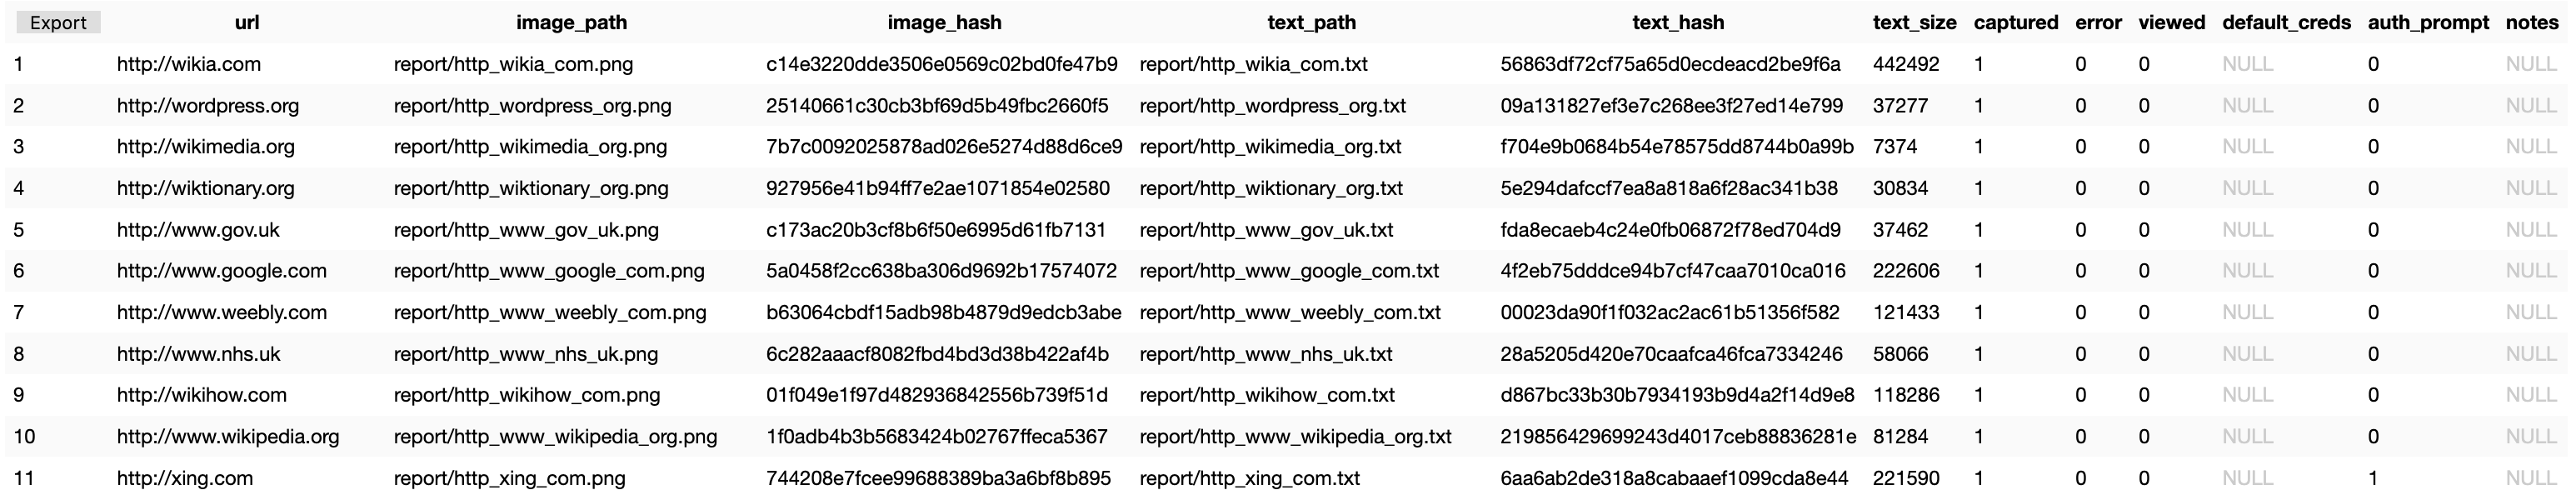 Export url image_path image_hash text_path text_hash text_size captured error viewed default_creds auth_prompt notes
1 http://wikia.com report/http_wikia_com.png c14e3220dde3506e0569c02bd0fe47b9 report/http_wikia_com.txt 56863df72cf75a65d0ecdeacd2be9f6a 442492 1 0 0 NULL 0 NULL
2 http://wordpress.org report/http_wordpress_org.png 25140661c30cb3bf69d5b49fbc2660f5 report/http_wordpress_org.txt 09a131827ef3e7c268ee3f27ed14e799 37277 1 0 0 NULL 0 NULL
3 http://wikimedia.org report/http_wikimedia_org.png 7b7c0092025878ad026e5274d88d6ce9 report/http_wikimedia_org.txt f704e9b0684b54e78575dd8744b0a99b 7374 1 0 0 NULL 0 NULL
4 http://wiktionary.org report/http_wiktionary_org.png 927956e41b94ff7e2ae1071854e02580 report/http_wiktionary_org.txt 5e294dafccf7ea8a818a6f28ac341b38 30834 1 0 0 NULL 0 NULL
5 http://www.gov.uk report/http_www_gov_uk.png c173ac20b3cf8b6f50e6995d61fb7131 report/http_www_gov_uk.txt fda8ecaeb4c24e0fb06872f78ed704d9 37462 1 0 0 NULL 0 NULL
6 http://www.google.com report/http_www_google_com.png 5a0458f2cc638ba306d9692b17574072 report/http_www_google_com.txt 4f2eb75dddce94b7cf47caa7010ca016 222606 1 0 0 NULL 0 NULL
7 http://www.weebly.com report/http_www_weebly_com.png b63064cbdf15adb98b4879d9edcb3abe report/http_www_weebly_com.txt 00023da90f1f032ac2ac61b51356f582 121433 1 0 0 NULL 0 NULL
8 http://www.nhs.uk report/http_www_nhs_uk.png 6c282aaacf8082fbd4bd3d38b422af4b report/http_www_nhs_uk.txt 28a5205d420e70caafca46fca7334246 58066 1 0 0 NULL 0 NULL
9 http://wikihow.com report/http_wikihow_com.png 01f049e1f97d482936842556b739f51d report/http_wikihow_com.txt d867bc33b30b7934193b9d4a2f14d9e8 118286 1 0 0 NULL 0 NULL
10 http://www.wikipedia.org report/http_www_wikipedia_org.png 1f0adb4b3b5683424b02767ffeca5367 report/http_www_wikipedia_org.txt 219856429699243d4017ceb88836281e 81284 1 0 0 NULL 0 NULL
11 http://xing.com report/http_xing_com.png 744208e7fcee99688389ba3a6bf8b895 report/http_xing_com.txt 6aa6ab2de318a8cabaaef1099cda8e44 221590 1 0 0 NULL 1 NULL